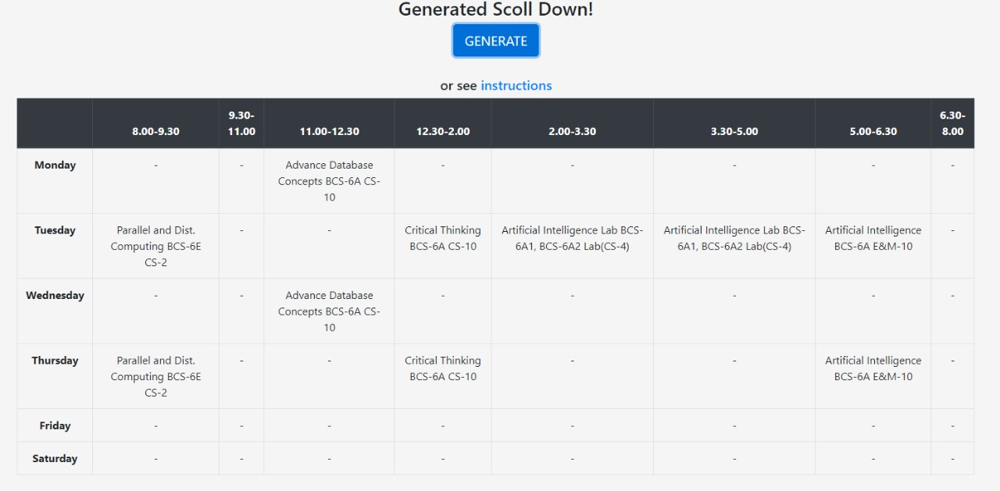 Generated Scoll Down!
GENERATE
or see instructions
8.00-9.30
9.30-
11.00
11.00-12.30
12.30-2.00
2.00-3.30
3.30-5.00
5.00-6.30
6.30-
8.00
Monday
-
-
Advance Database
Concepts BCS-6A CS-
10
-
-
-
-
-
Tuesday
Parallel and Dist.
Computing BCS-6E
CS-2
-
-
Critical Thinking
BCS-6A CS-10
Artificial Intelligence Lab BCS-
6A1, BCS-6A2 Lab(CS-4)
Artificial Intelligence Lab BCS-
6A1, BCS-6A2 Lab(CS-4)
Artificial Intelligence
BCS-6A E&M-10
-
Wednesday
-
-
Advance Database
Concepts BCS-6A CS-
10
-
-
-
-
-
Thursday
Parallel and Dist.
Computing BCS-6E
CS-2
-
-
Critical Thinking
BCS-6A CS-10
-
-
Artificial Intelligence
BCS-6A E&M-10
-
Friday
-
-
-
-
-
-
-
-
Saturday
-
-
-
-
-
-
-
-